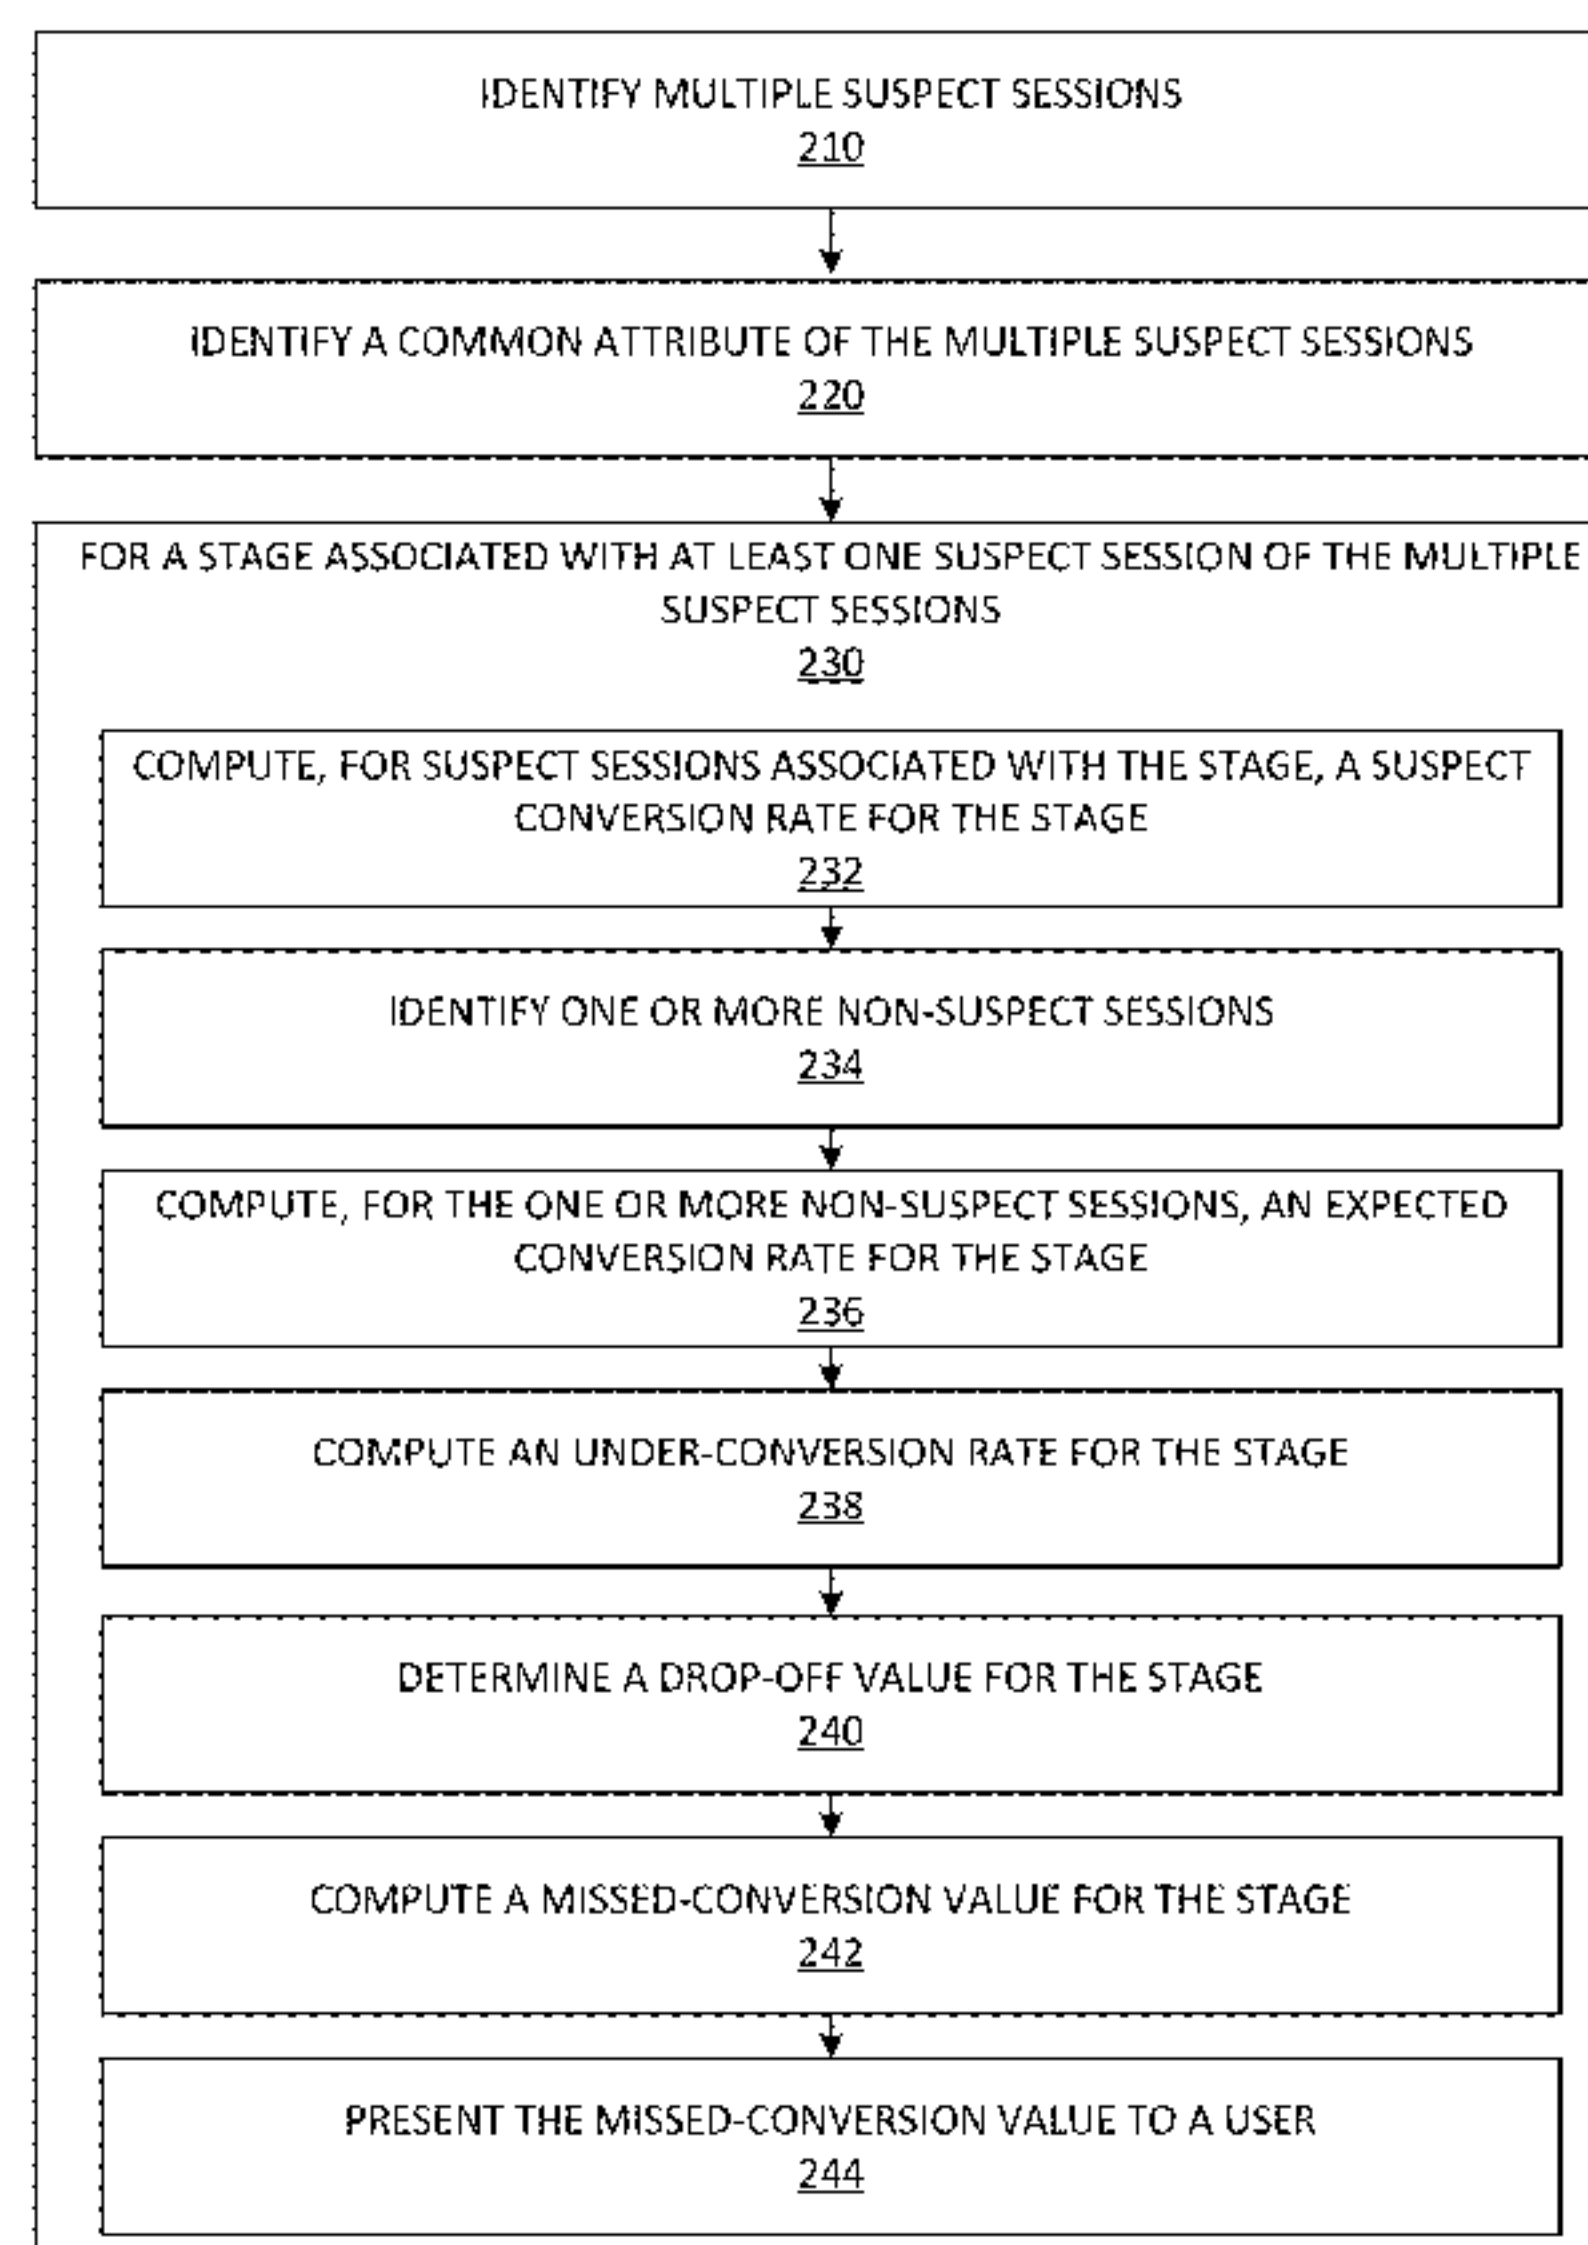 IDENTIFY MULTIPLE SUSPECT SESSIONS
210
IDENTIFY A COMMON ATTRIBUTE OF THE MULTIPLE SUSPECT SESSIONS
220
FOR A STAGE ASSOCIATED WITH AT LEAST ONE SUSPECT SESSION OF THE MULTIPLE
SUSPECT SESSIONS
230
COMPUTE, FOR SUSPECT SESSIONS ASSOCIATED WITH THE STAGE, A SUSPECT
CONVERSION RATE FOR THE STAGE
232
IDENTIFY ONE OR MORE NON-SUSPECT SESSIONS
234
COMPUTE, FOR THE ONE OR MORE NON-SUSPECT SESSIONS, AN EXPECTED
CONVERSION RATE FOR THE STAGE
236
COMPUTE AN UNDER-CONVERSION RATE FOR THE STAGE
238
DETERMINE A DROP-OFF VALUE FOR THE STAGE
240
COMPUTE A MISSED-CONVERSION VALUE FOR THE STAGE
242
PRESENT THE MISSED-CONVERSION VALUE TO A USER
244